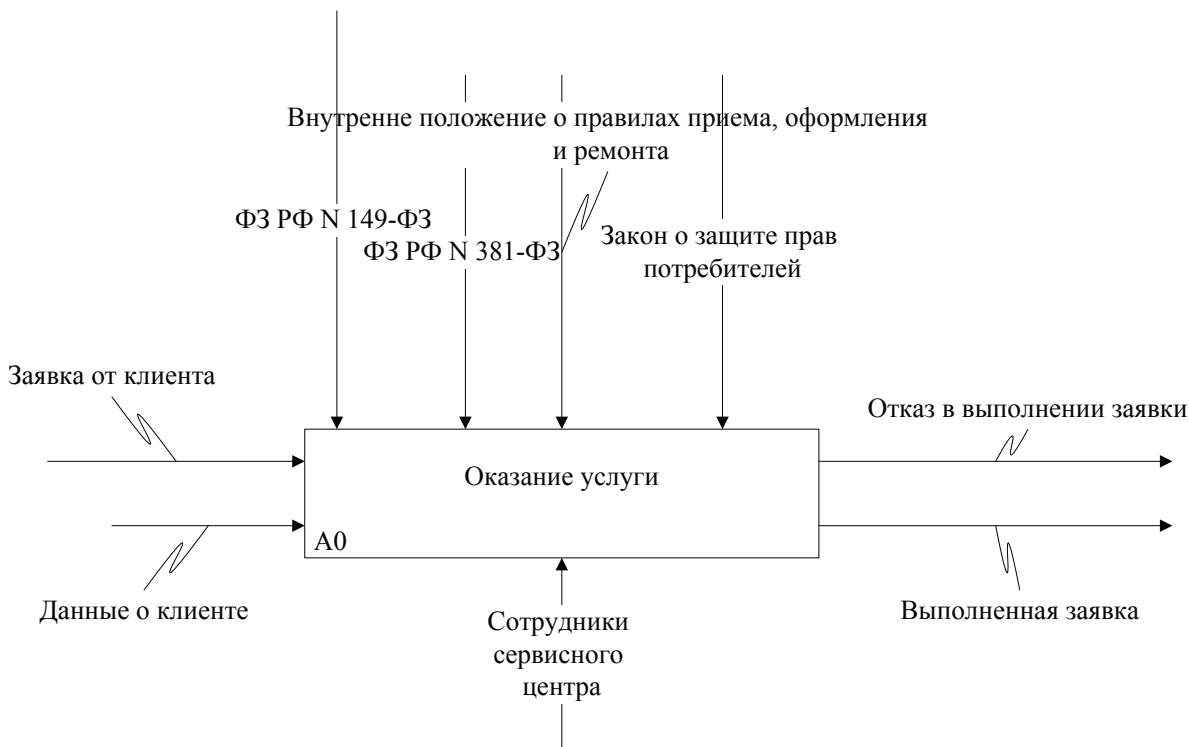 Внутренне положение о правилах приема, оформления
и ремонта
ФЗ РФ N 149-ФЗ
ФЗ РФ N 381-ФЗ
Закон о защите прав
потребителей
Заявка от клиента
Отказ в выполнении заявки
Оказание услуги
A0
Данные о клиенте
Выполненная заявка
Сотрудники
сервисного
центра